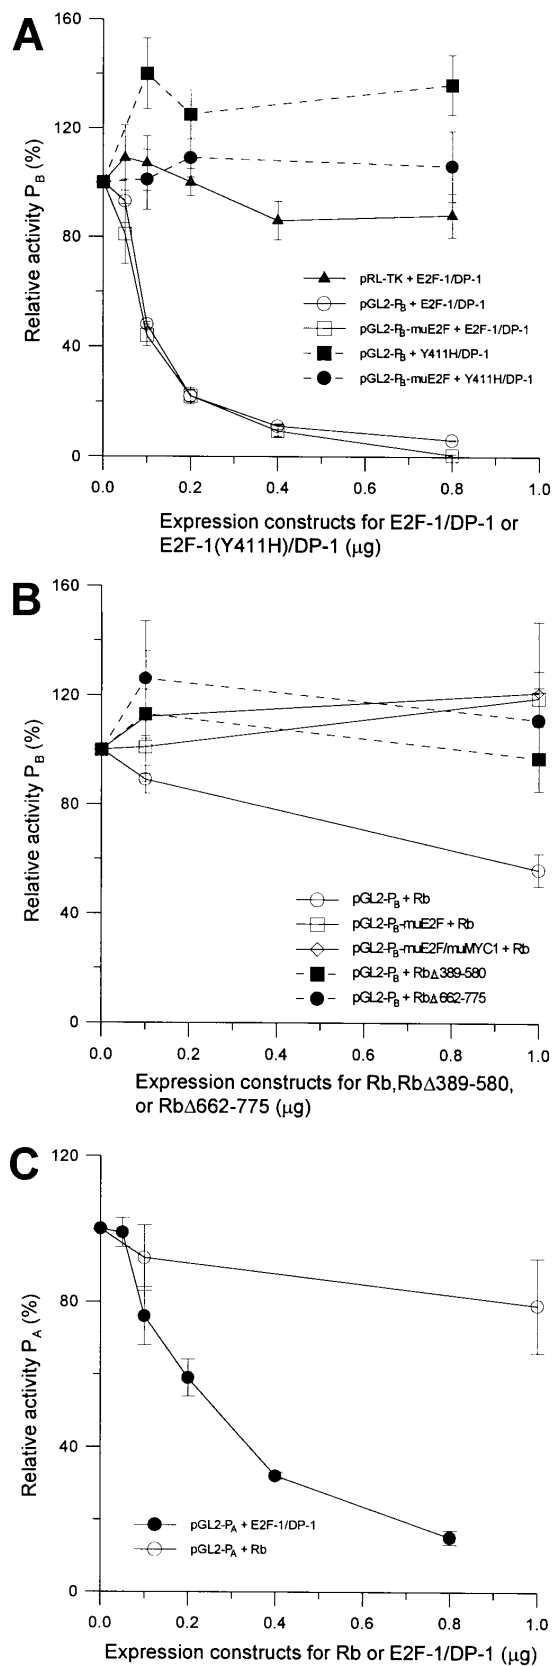 A
160
120
80
40
0
Relative activity P_B (%)
pRL-TK + E2F-1/DP-1
pGL2-P_B + E2F-1/DP-1
pGL2-P_B-muE2F + E2F-1/DP-1
pGL2-P_B + Y411H/DP-1
pGL2-P_B-muE2F + Y411H/DP-1
0.0 0.2 0.4 0.6 0.8 1.0
Expression constructs for E2F-1/DP-1 or
E2F-1(Y411H)/DP-1 (μg)
B
160
120
80
40
0
Relative activity P_B (%)
pGL2-P_B + Rb
pGL2-P_B-muE2F + Rb
pGL2-P_B-muE2F/muMYC1 + Rb
pGL2-P_B + RbΔ389-580
pGL2-P_B + RbΔ662-775
0.0 0.2 0.4 0.6 0.8 1.0
Expression constructs for Rb,RbΔ389-580,
or RbΔ662-775 (μg)
C
120
80
40
0
Relative activity P_A (%)
pGL2-P_A + E2F-1/DP-1
pGL2-P_A + Rb
0.0 0.2 0.4 0.6 0.8 1.0
Expression constructs for Rb or E2F-1/DP-1 (μg)